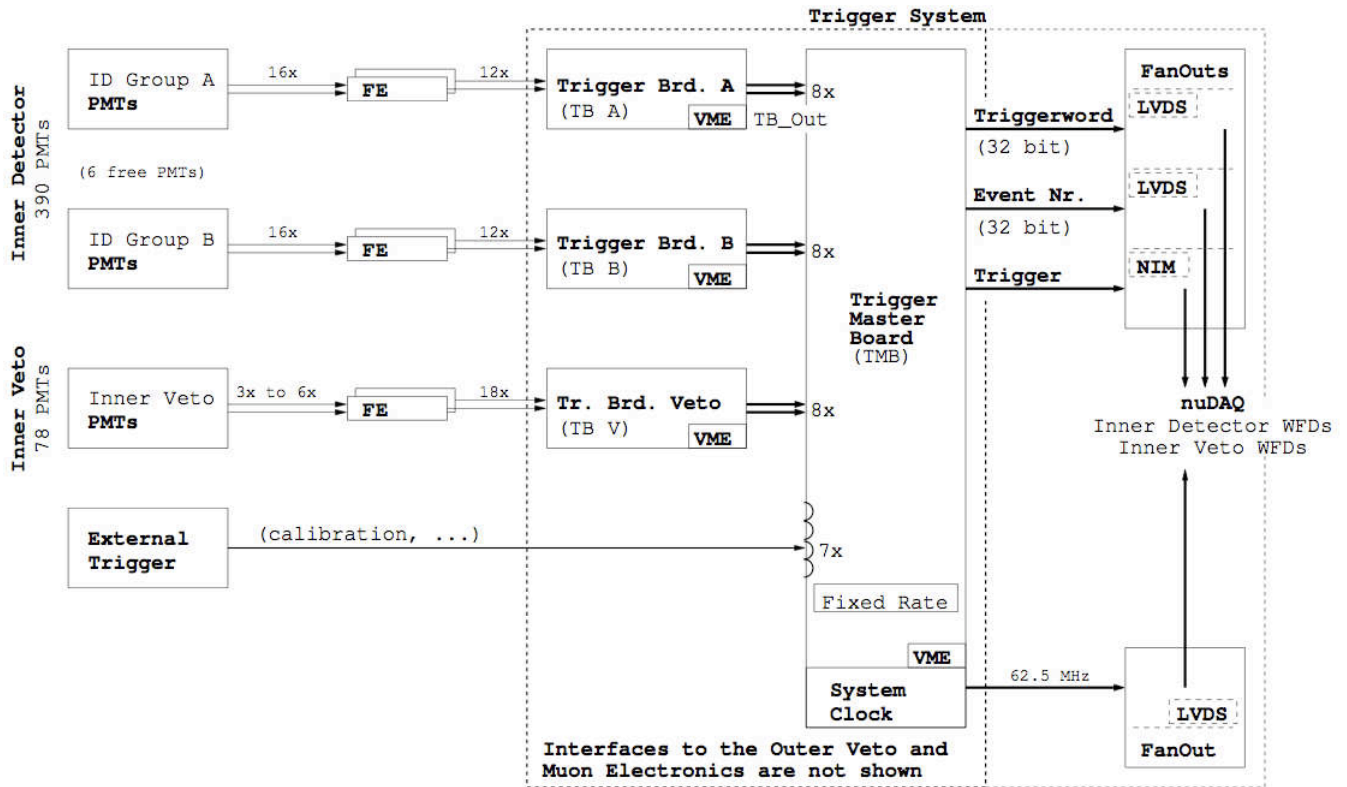 Trigger System
Inner Detector
390 PMTs
ID Group A
PMTs
16x
FE
12x
Trigger Brd. A
(TB A)
VME
TB_Out
8x
(6 free PMTs)
ID Group B
PMTs
16x
FE
12x
Trigger Brd. B
(TB B)
VME
8x
Inner Veto
78 PMTs
Inner Veto
PMTs
3x to 6x
FE
18x
Tr. Brd. Veto
(TB V)
VME
8x
External
Trigger
(calibration, ...)
7x
Trigger
Master
Board
(TMB)
Fixed Rate
VME
System
Clock
Triggerword
(32 bit)
Event Nr.
(32 bit)
Trigger
62.5 MHz
FanOuts
LVDS
LVDS
NIM
nuDAQ
Inner Detector WFDs
Inner Veto WFDs
LVDS
FanOut
Interfaces to the Outer Veto and
Muon Electronics are not shown